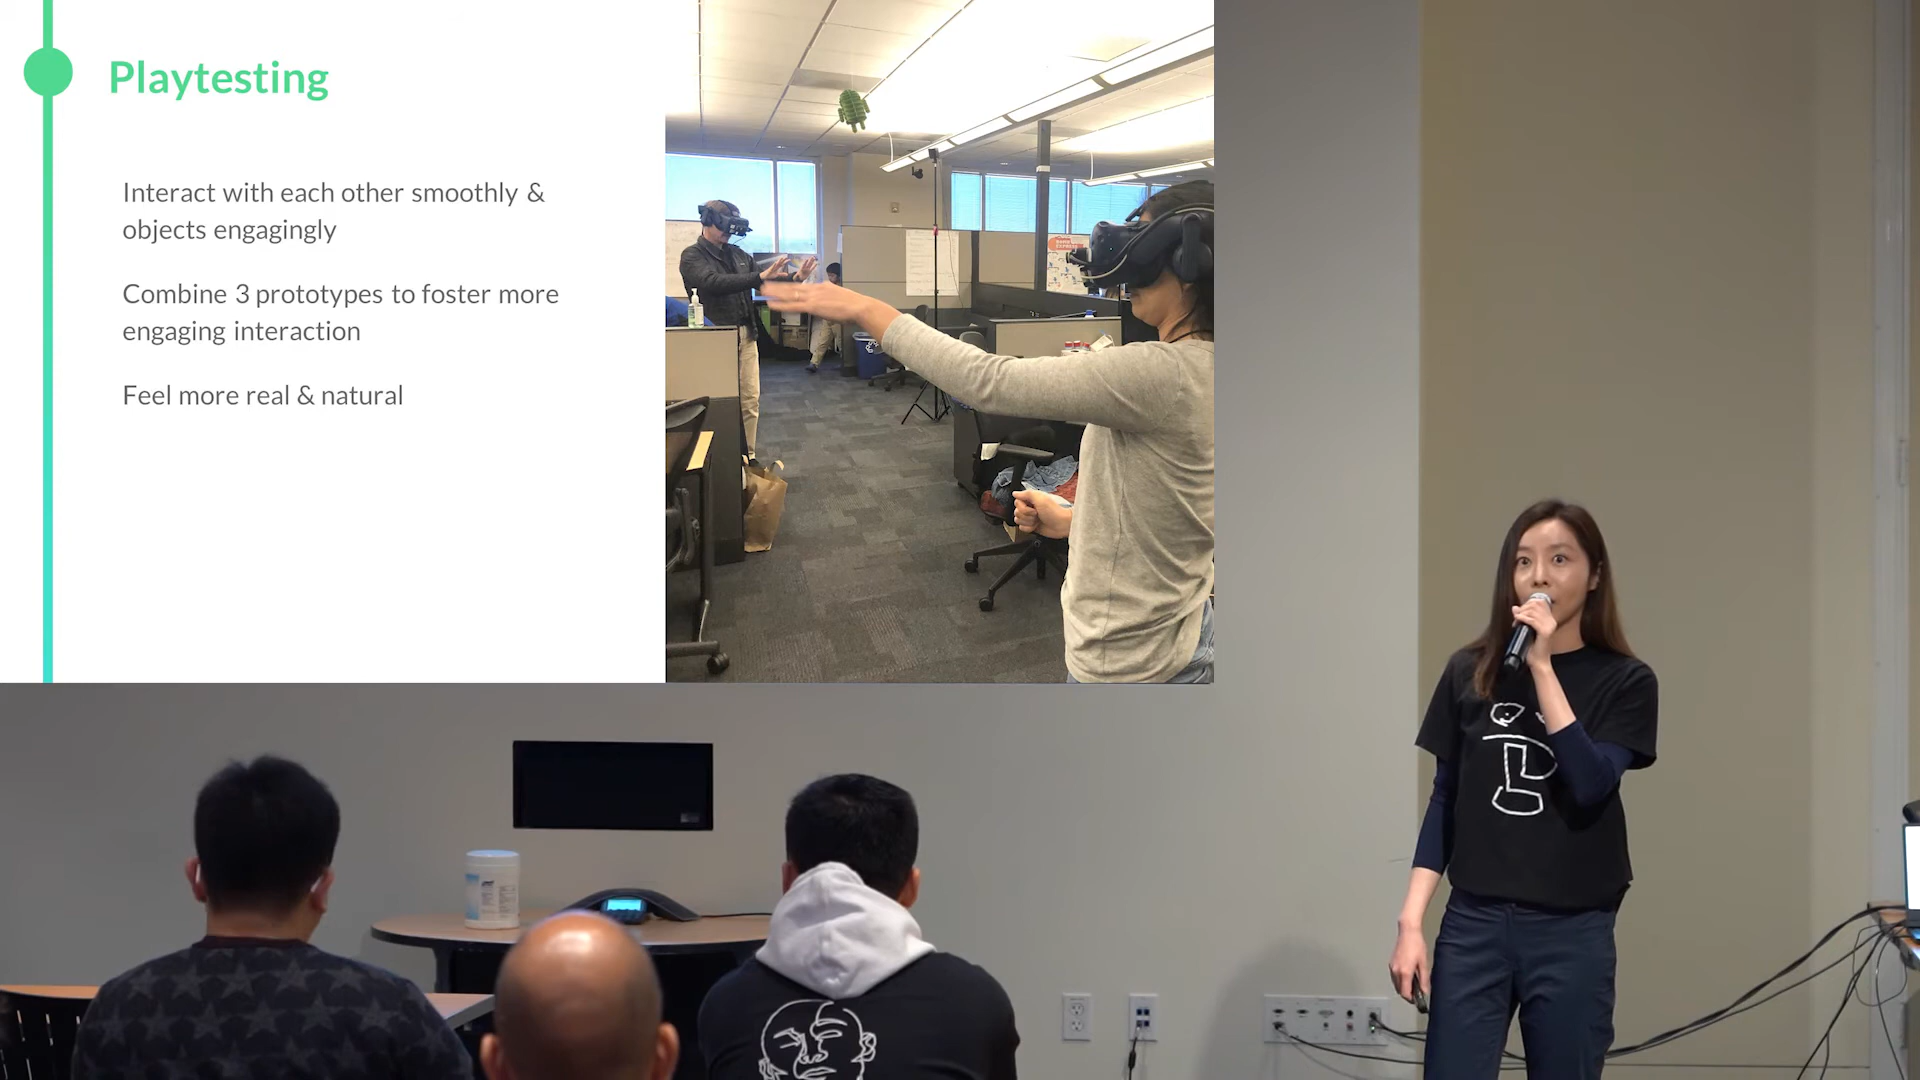 Playtesting
Interact with each other smoothly &
objects engagingly
Combine 3 prototypes to foster more
engaging interaction
Feel more real & natural